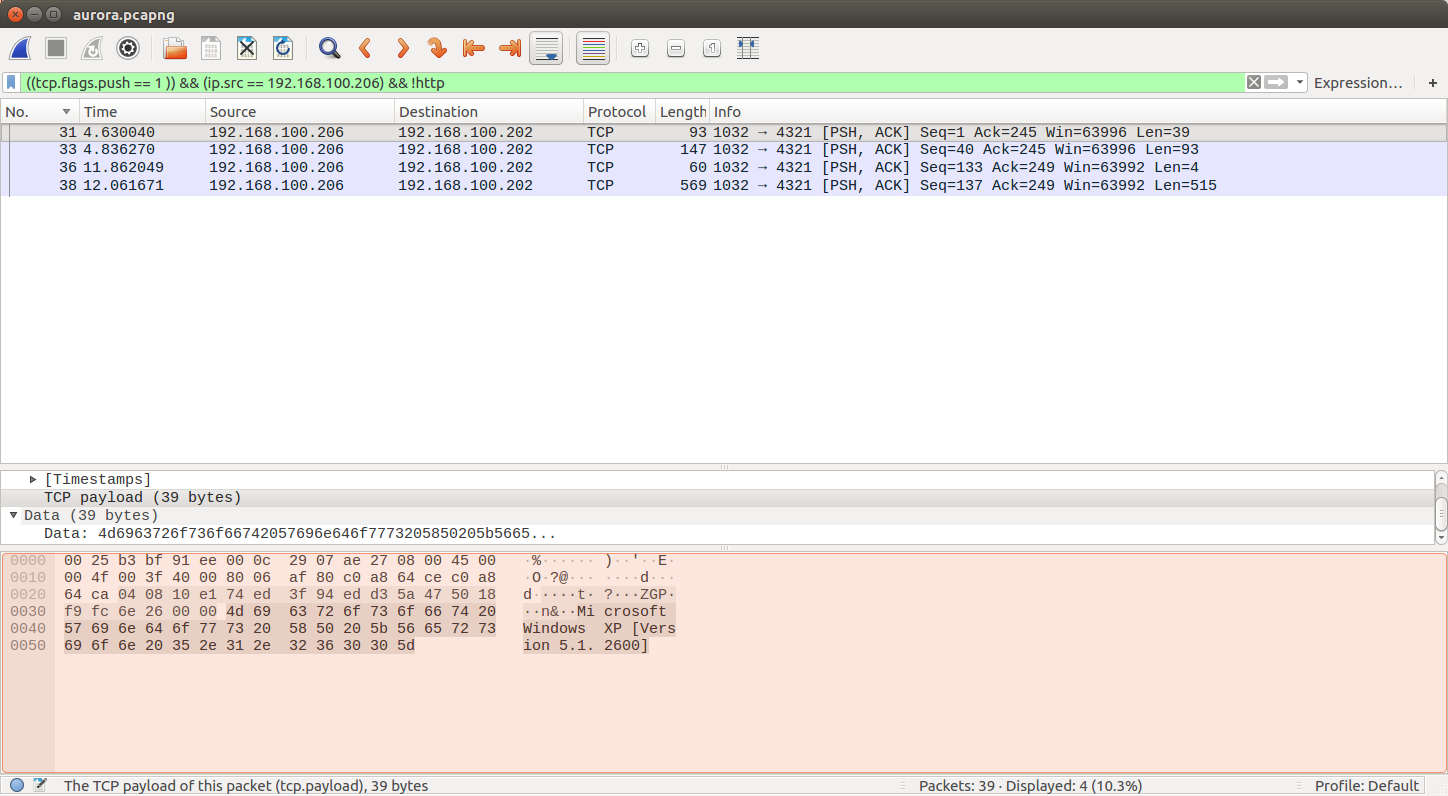 aurora.pcapng
((tcp.flags.push == 1 )) && (ip.src == 192.168.100.206) && !http Expression… +
No. Time Source Destination Protocol Length Info
31 4.630040 192.168.100.206 192.168.100.202 TCP 93 1032 → 4321 [PSH, ACK] Seq=1 Ack=245 Win=63996 Len=39
33 4.836270 192.168.100.206 192.168.100.202 TCP 147 1032 → 4321 [PSH, ACK] Seq=40 Ack=245 Win=63996 Len=93
36 11.862049 192.168.100.206 192.168.100.202 TCP 60 1032 → 4321 [PSH, ACK] Seq=133 Ack=249 Win=63992 Len=4
38 12.061671 192.168.100.206 192.168.100.202 TCP 569 1032 → 4321 [PSH, ACK] Seq=137 Ack=249 Win=63992 Len=515
[Timestamps]
TCP payload (39 bytes)
Data (39 bytes)
Data: 4d6963726f736f66742057696e646f7773205850205b5665...
0000 00 25 b3 bf 91 ee 00 0c 29 07 ae 27 08 00 45 00 ·%······ )··'··E·
0010 00 4f 00 3f 40 00 80 06 af 80 c0 a8 64 ce c0 a8 ·O·?@··· ····d···
0020 64 ca 04 08 10 e1 74 ed 3f 94 ed d3 5a 47 50 18 d·····t· ?···ZGP·
0030 f9 fc 6e 26 00 00 4d 69 63 72 6f 73 6f 66 74 20 ··n&··Mi crosoft
0040 57 69 6e 64 6f 77 73 20 58 50 20 5b 56 65 72 73 Windows XP [Vers
0050 69 6f 6e 20 35 2e 31 2e 32 36 30 30 5d ion 5.1. 2600]
The TCP payload of this packet (tcp.payload), 39 bytes Packets: 39 · Displayed: 4 (10.3%) Profile: Default